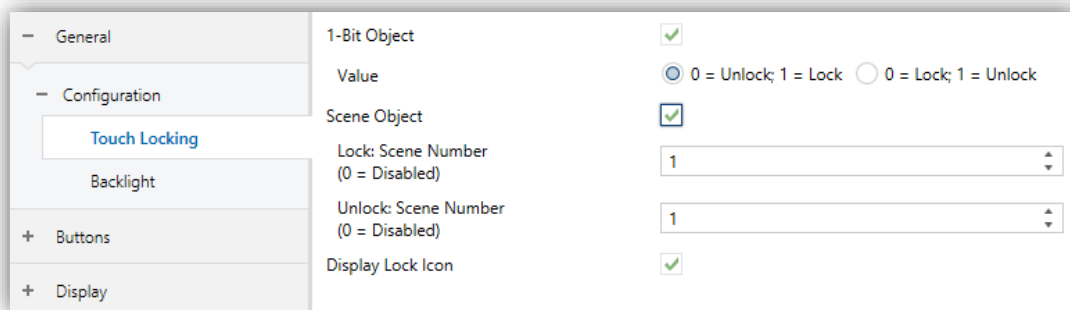 General
Configuration
Touch Locking
Backlight
Buttons
Display
1-Bit Object
Value
0 = Unlock; 1 = Lock 0 = Lock; 1 = Unlock
Scene Object
Lock: Scene Number
(0 = Disabled)
1
Unlock: Scene Number
(0 = Disabled)
1
Display Lock Icon